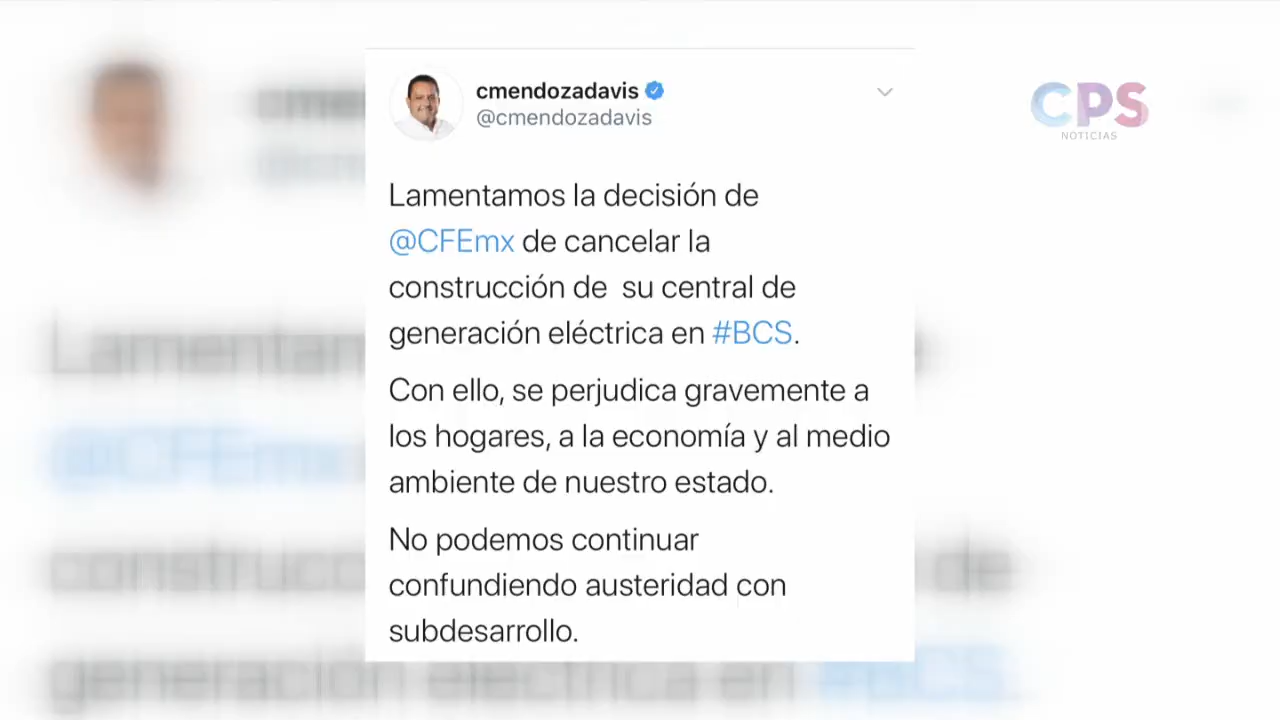 cmendozadavis
@cmendozadavis
CPS
NOTICIAS
Lamentamos la decisión de
@CFEmx de cancelar la
construcción de  su central de
generación eléctrica en #BCS.
Con ello, se perjudica gravemente a
los hogares, a la economía y al medio
ambiente de nuestro estado.
No podemos continuar
confundiendo austeridad con
subdesarrollo.